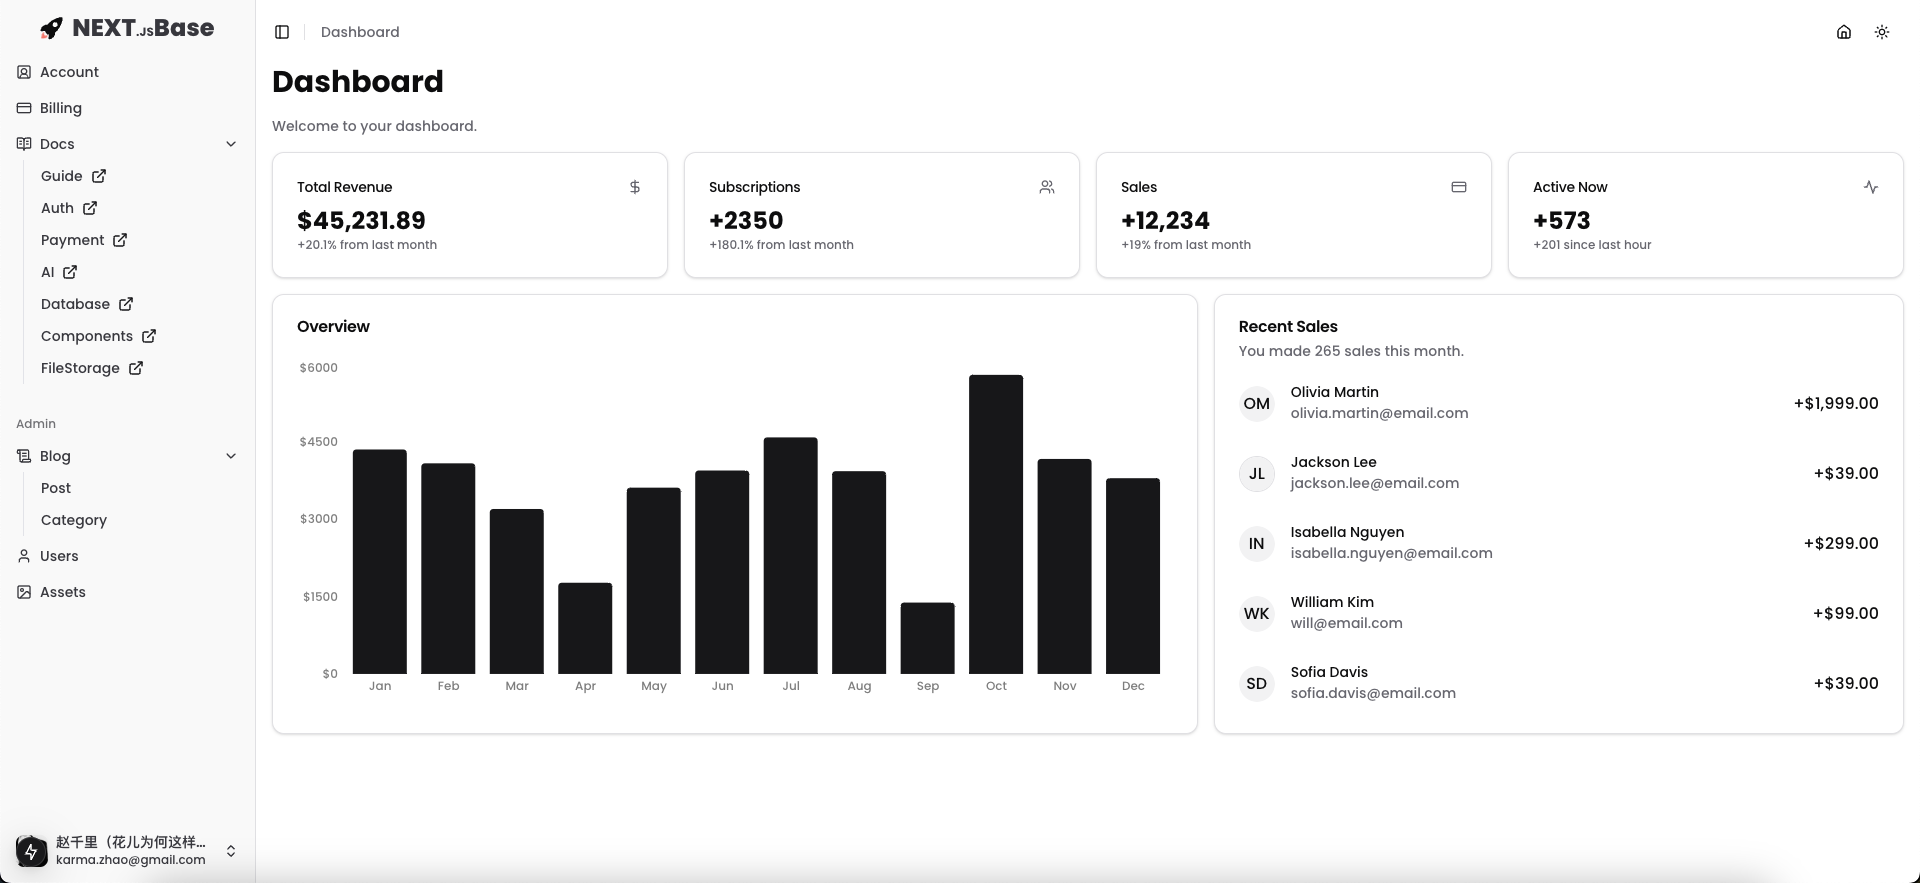 NEXT.JSBase
Account
Billing
Docs
Guide
Auth
Payment
AI
Database
Components
FileStorage
Admin
Blog
Post
Category
Users
Assets
赵千里（花儿为何这样...
karma.zhao@gmail.com
Dashboard
Dashboard
Welcome to your dashboard.
Total Revenue
$45,231.89
+20.1% from last month
Subscriptions
+2350
+180.1% from last month
Sales
+12,234
+19% from last month
Active Now
+573
+201 since last hour
Overview
$6000
$4500
$3000
$1500
$0
Jan Feb Mar Apr May Jun Jul Aug Sep Oct Nov Dec
Recent Sales
You made 265 sales this month.
OM
Olivia Martin
olivia.martin@email.com
+$1,999.00
JL
Jackson Lee
jackson.lee@email.com
+$39.00
IN
Isabella Nguyen
isabella.nguyen@email.com
+$299.00
WK
William Kim
will@email.com
+$99.00
SD
Sofia Davis
sofia.davis@email.com
+$39.00